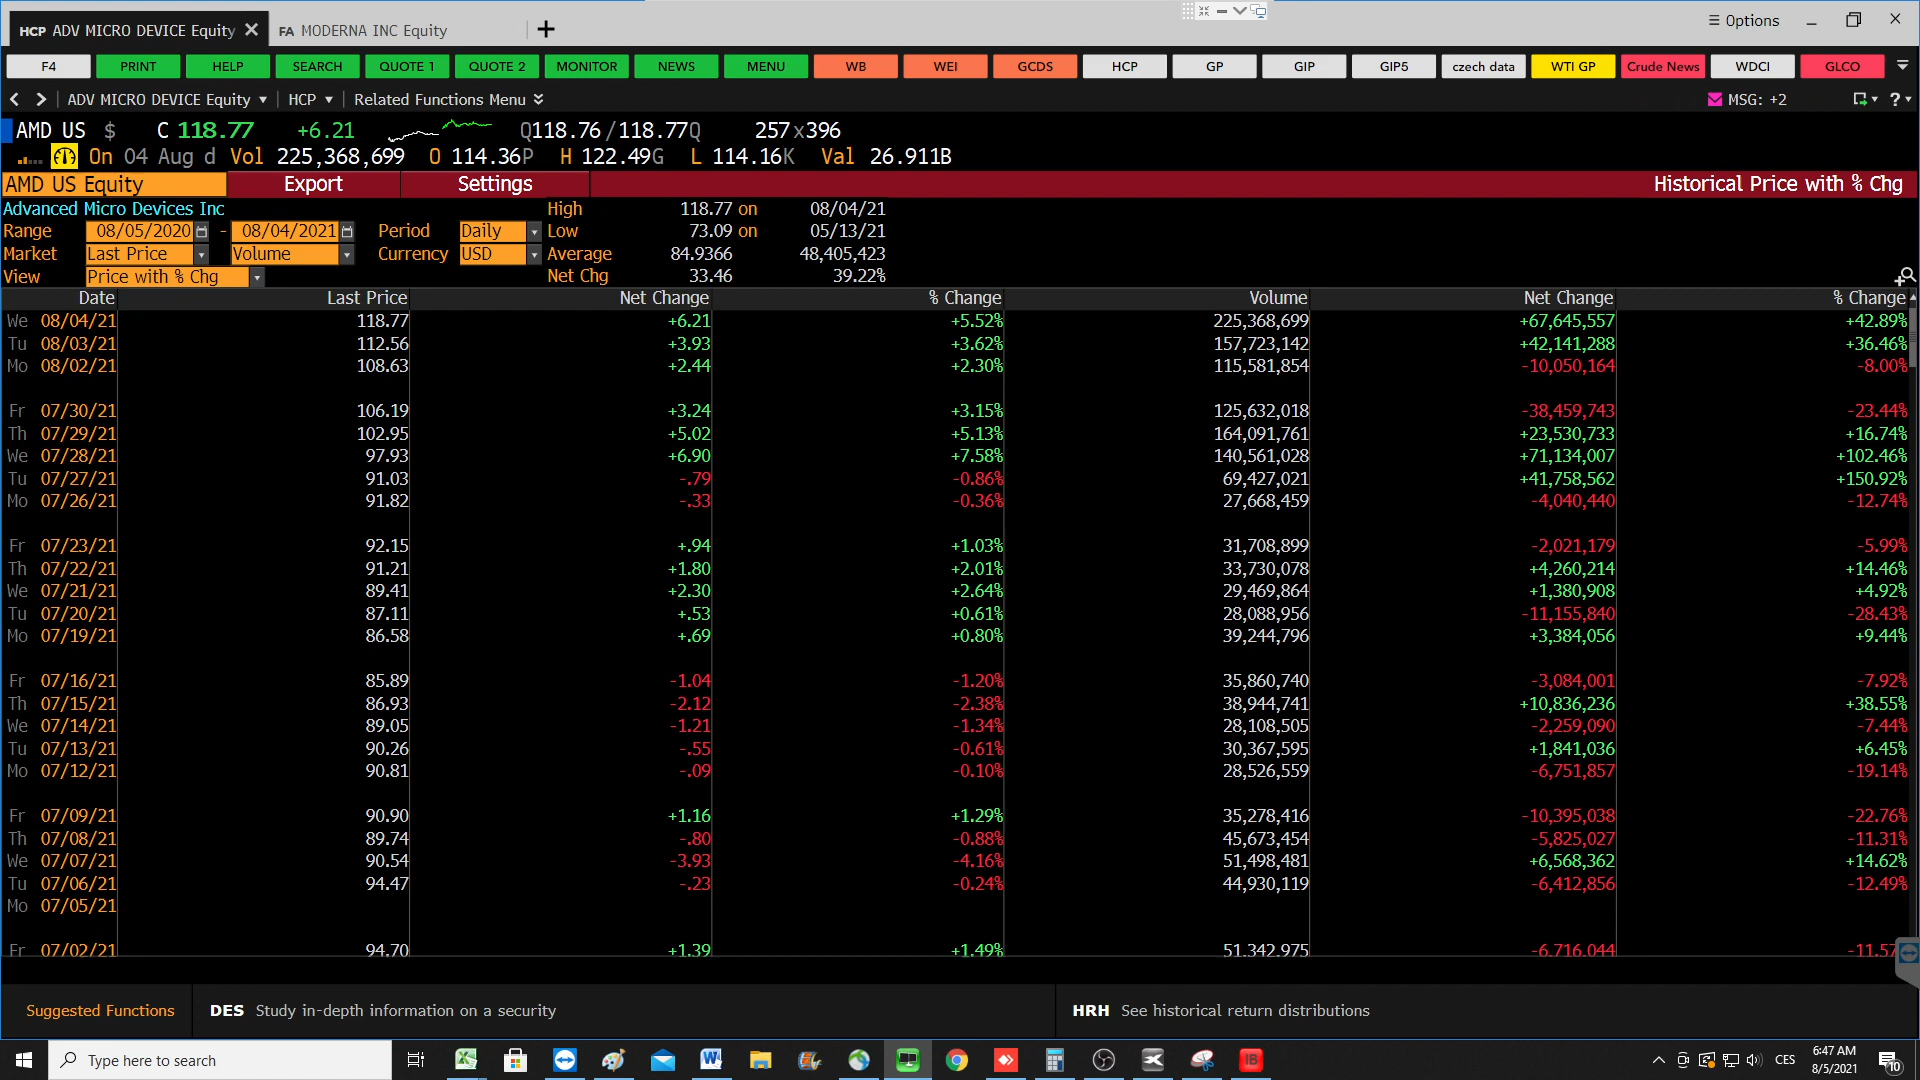 HCP ADV MICRO DEVICE Equity FA MODERNA INC Equity Options
F4 PRINT HELP SEARCH QUOTE 1 QUOTE 2 MONITOR NEWS MENU WB WEI GCDS HCP GP GIP GIP5 czech data WTI GP Crude News WDCI GLCO
ADV MICRO DEVICE Equity HCP Related Functions Menu MSG: +2 ?
AMD US $ C 118.77 +6.21 Q118.76/118.77Q 257x396
On 04 Aug d Vol 225,368,699 O 114.36P H 122.49G L 114.16K Val 26.911B
AMD US Equity Export Settings Historical Price with % Chg
Advanced Micro Devices Inc High 118.77 on 08/04/21
Range 08/05/2020 - 08/04/2021 Period Daily Low 73.09 on 05/13/21
Market Last Price Volume Currency USD Average 84.9366 48,405,423
View Price with % Chg Net Chg 33.46 39.22%
Date Last Price Net Change % Change Volume Net Change % Change
We 08/04/21 118.77 +6.21 +5.52% 225,368,699 +67,645,557 +42.89%
Tu 08/03/21 112.56 +3.93 +3.62% 157,723,142 +42,141,288 +36.46%
Mo 08/02/21 108.63 +2.44 +2.30% 115,581,854 -10,050,164 -8.00%
Fr 07/30/21 106.19 +3.24 +3.15% 125,632,018 -38,459,743 -23.44%
Th 07/29/21 102.95 +5.02 +5.13% 164,091,761 +23,530,733 +16.74%
We 07/28/21 97.93 +6.90 +7.58% 140,561,028 +71,134,007 +102.46%
Tu 07/27/21 91.03 -.79 -0.86% 69,427,021 +41,758,562 +150.92%
Mo 07/26/21 91.82 -.33 -0.36% 27,668,459 -4,040,440 -12.74%
Fr 07/23/21 92.15 +.94 +1.03% 31,708,899 -2,021,179 -5.99%
Th 07/22/21 91.21 +1.80 +2.01% 33,730,078 +4,260,214 +14.46%
We 07/21/21 89.41 +2.30 +2.64% 29,469,864 +1,380,908 +4.92%
Tu 07/20/21 87.11 +.53 +0.61% 28,088,956 -11,155,840 -28.43%
Mo 07/19/21 86.58 +.69 +0.80% 39,244,796 +3,384,056 +9.44%
Fr 07/16/21 85.89 -1.04 -1.20% 35,860,740 -3,084,001 -7.92%
Th 07/15/21 86.93 -2.12 -2.38% 38,944,741 +10,836,236 +38.55%
We 07/14/21 89.05 -1.21 -1.34% 28,108,505 -2,259,090 -7.44%
Tu 07/13/21 90.26 -.55 -0.61% 30,367,595 +1,841,036 +6.45%
Mo 07/12/21 90.81 -.09 -0.10% 28,526,559 -6,751,857 -19.14%
Fr 07/09/21 90.90 +1.16 +1.29% 35,278,416 -10,395,038 -22.76%
Th 07/08/21 89.74 -.80 -0.88% 45,673,454 -5,825,027 -11.31%
We 07/07/21 90.54 -3.93 -4.16% 51,498,481 +6,568,362 +14.62%
Tu 07/06/21 94.47 -.23 -0.24% 44,930,119 -6,412,856 -12.49%
Mo 07/05/21
Fr 07/02/21 94.70 +1.39 +1.49% 51,342,975 -6,716,044 -11.57
Suggested Functions DES Study in-depth information on a security HRH See historical return distributions
Type here to search CES 6:47 AM
8/5/2021 10